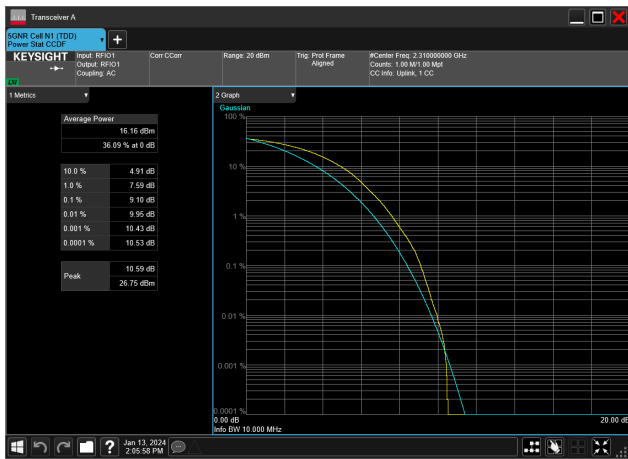 Transceiver A
5GNR Cell N1 (TDD)
Power Stat CCDF
KEYSIGHT
LNI
Input: RFIO1
Output: RFIO1
Coupling: AC
Corr CCorr
Range: 20 dBm
Trig: Prot Frame
Aligned
#Center Freq: 2.310000000 GHz
Counts: 1.00 M/1.00 Mpt
CC Info: Uplink, 1 CC
1 Metrics
Average Power
16.16 dBm
36.09 % at 0 dB
10.0 % 4.91 dB
1.0 % 7.59 dB
0.1 % 9.10 dB
0.01 % 9.95 dB
0.001 % 10.43 dB
0.0001 % 10.53 dB
Peak
10.59 dB
26.75 dBm
2 Graph
Gaussian
100 %
10 %
1 %
0.1 %
0.01 %
0.001 %
0.0001 %
0.00 dB
20.00 dB
Info BW 10.000 MHz
?
Jan 13, 2024
2:05:58 PM